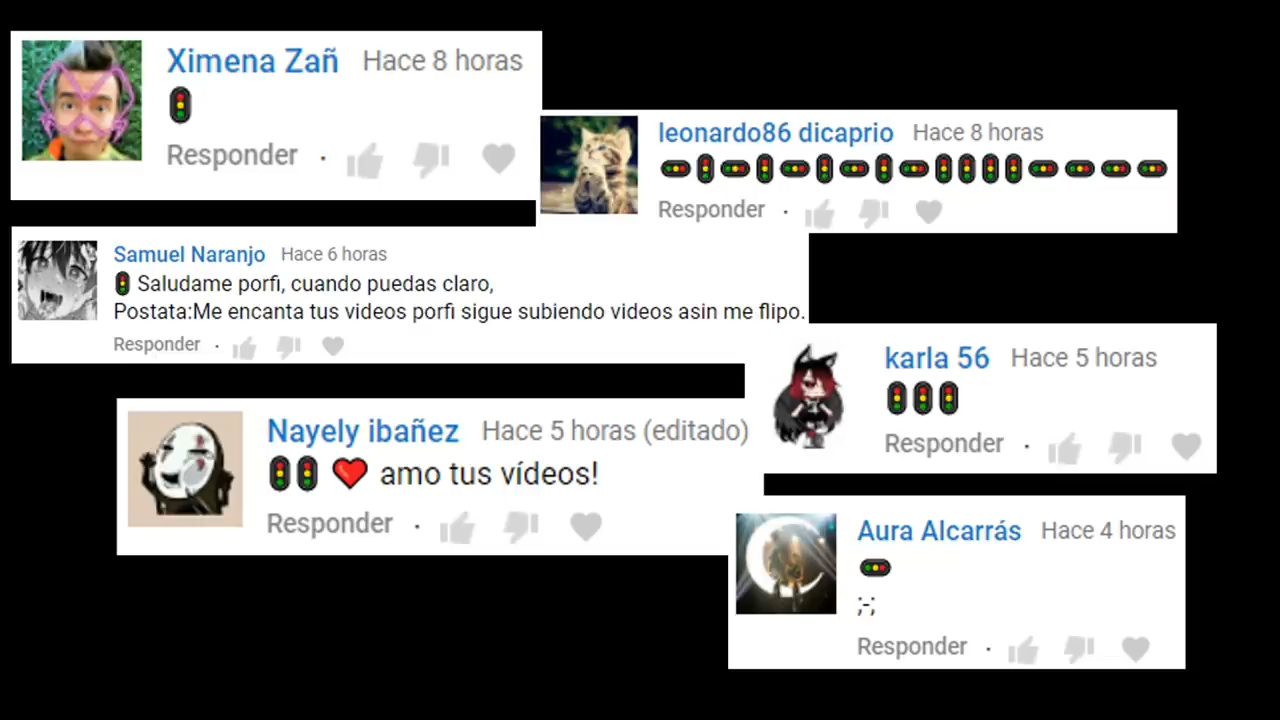 Ximena Zañ Hace 8 horas
🚦
Responder ·
leonardo86 dicaprio Hace 8 horas
🚥🚦🚥🚦🚥🚦🚥🚦🚥🚦🚦🚦🚦🚥🚥🚥🚥
Responder ·
Samuel Naranjo Hace 6 horas
🚦 Saludame porfi, cuando puedas claro,
Postata:Me encanta tus videos porfi sigue subiendo videos asin me flipo.
Responder ·
karla 56 Hace 5 horas
🚦🚦🚦
Responder ·
Nayely ibañez Hace 5 horas (editado)
🚦🚦 ❤️ amo tus vídeos!
Responder ·
Aura Alcarrás Hace 4 horas
🚥
;-;
Responder ·